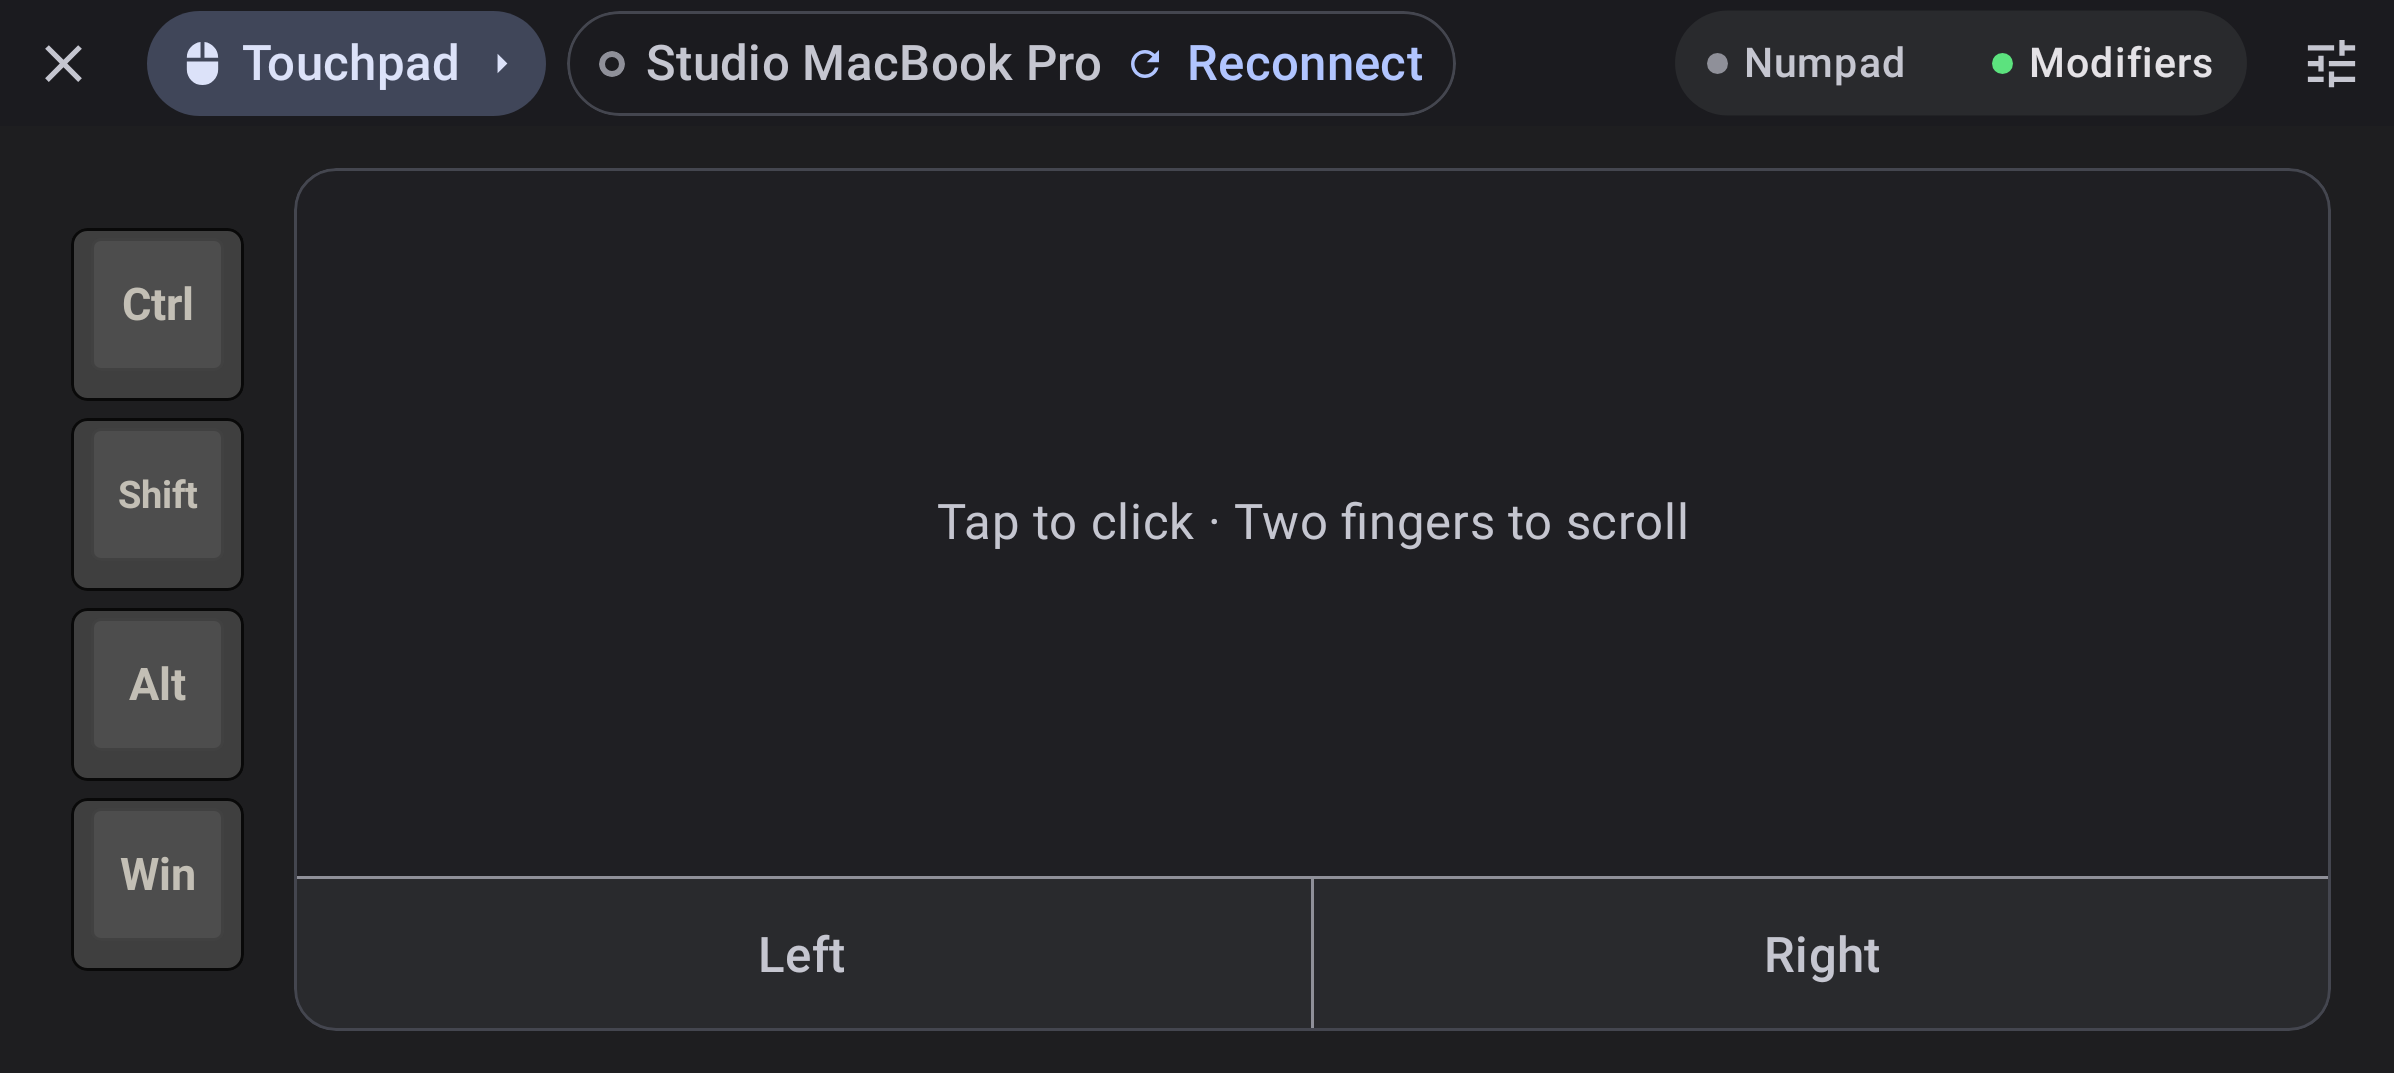 Touchpad
Studio MacBook Pro Reconnect
Numpad
Modifiers
Ctrl
Shift
Alt
Win
Tap to click · Two fingers to scroll
Left
Right